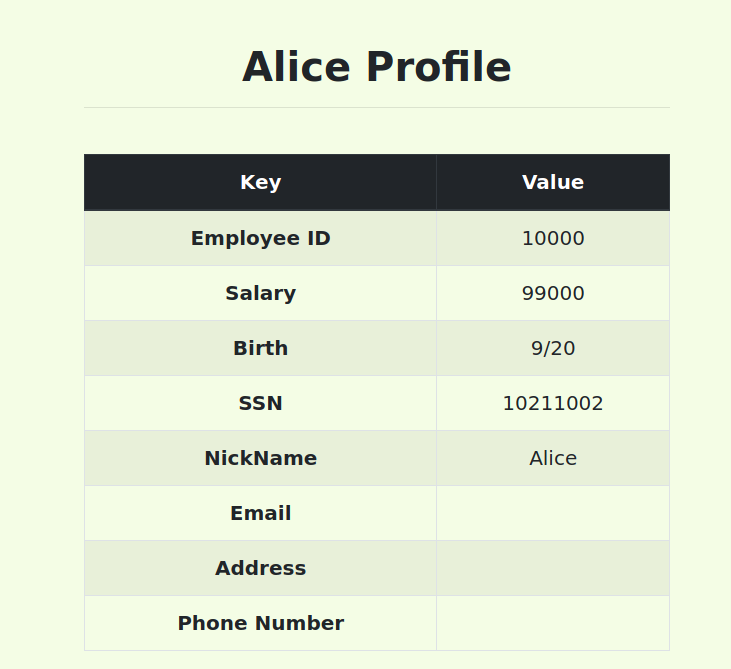 Alice Profile
Key Value
Employee ID 10000
Salary 99000
Birth 9/20
SSN 10211002
NickName Alice
Email
Address
Phone Number